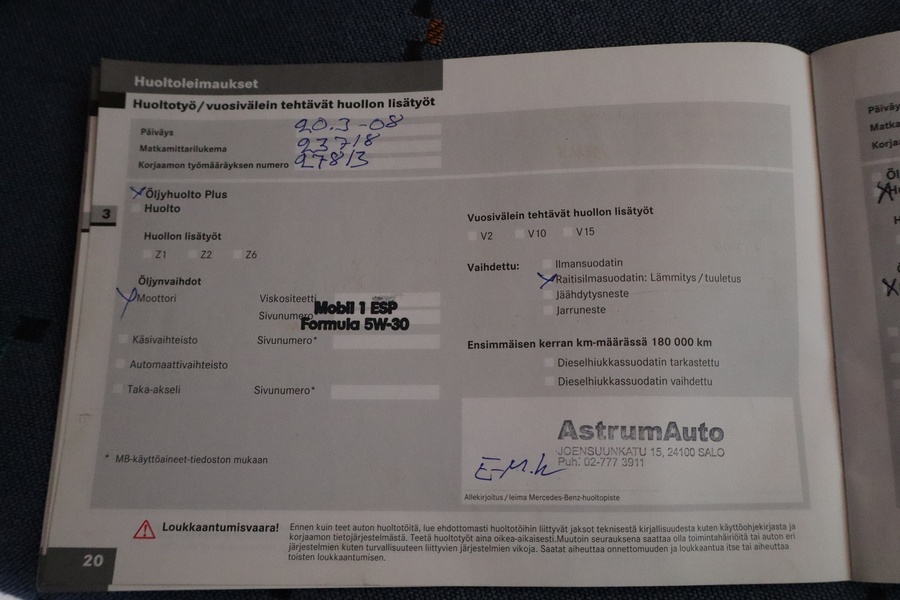 Huoltoleimaukset
Huoltotyö/vuosivälein tehtävät huollon lisätyöt
Päiväys 20.3-08
Matkamittarilukema 23718
Korjaamon työmääräyksen numero 27813
3
Öljyhuolto Plus
Huolto
Huollon lisätyöt
Z1 Z2 Z6
Öljynvaihdot
Moottori Viskositeetti
Sivunumero
Mobil 1 ESP
Formula 5W-30
Käsivaihteisto Sivunumero*
Automaattivaihteisto
Taka-akseli Sivunumero*
* MB-käyttöaineet-tiedoston mukaan
Vuosivälein tehtävät huollon lisätyöt
V2 V10 V15
Vaihdettu: Ilmansuodatin
Raitisilmasuodatin: Lämmitys/tuuletus
Jäähdytysneste
Jarruneste
Ensimmäisen kerran km-määrässä 180 000 km
Dieselhiukkassuodatin tarkastettu
Dieselhiukkassuodatin vaihdettu
AstrumAuto
JOENSUUNKATU 15, 24100 SALO
Puh. 02-777 3911
Allekirjoitus/leima Mercedes-Benz-huoltopiste
Loukkaantumisvaara!
Ennen kuin teet auton huoltotöitä, lue ehdottomasti huoltotöihin liittyvät jaksot teknisestä kirjallisuudesta kuten käyttöohjekirjasta ja
korjaamon tietojärjestelmästä. Teetä huoltotyöt aina oikea-aikaisesti.Muutoin seurauksena saattaa olla toimintahäiriöitä tai auton eri
järjestelmien kuten turvallisuuteen liittyvien järjestelmien vikoja. Saatat aiheuttaa onnettomuuden ja loukkaantua itse tai aiheuttaa
toisten loukkaantumisen.
20
Päiväy
Matka
Korja